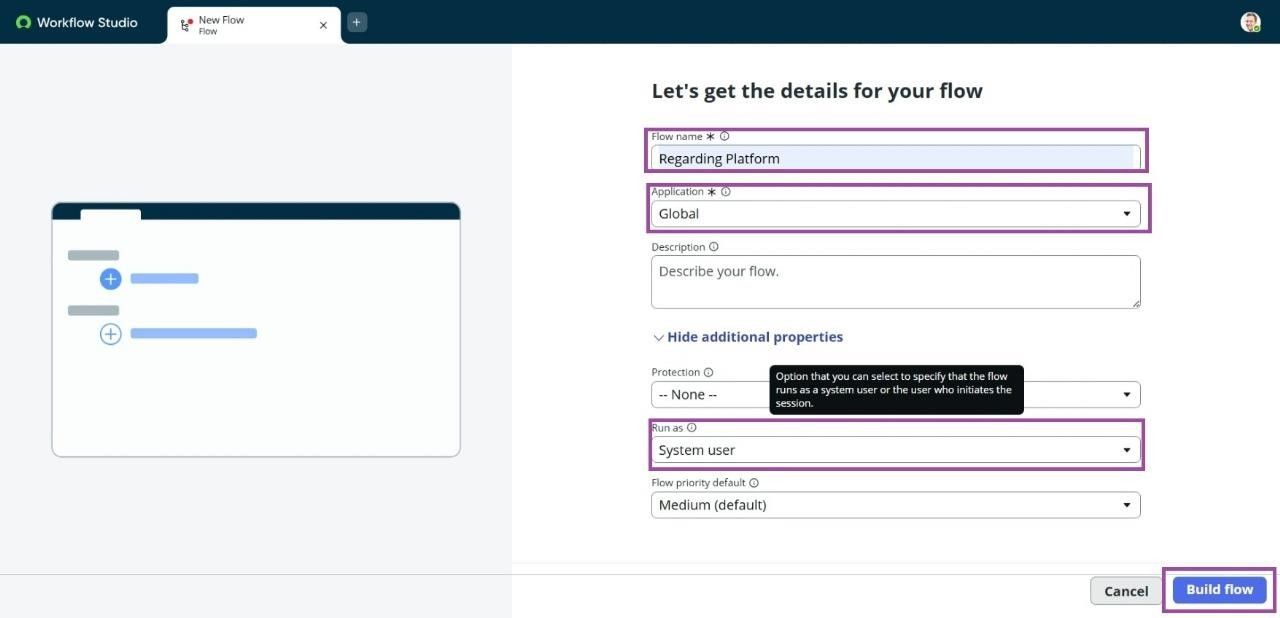 Workflow Studio
New Flow
Flow
Let's get the details for your flow
Flow name *
Regarding Platform
Application *
Global
Description
Describe your flow.
Hide additional properties
Protection
-- None --
Option that you can select to specify that the flow
runs as a system user or the user who initiates the
session.
Run as
System user
Flow priority default
Medium (default)
Cancel
Build flow